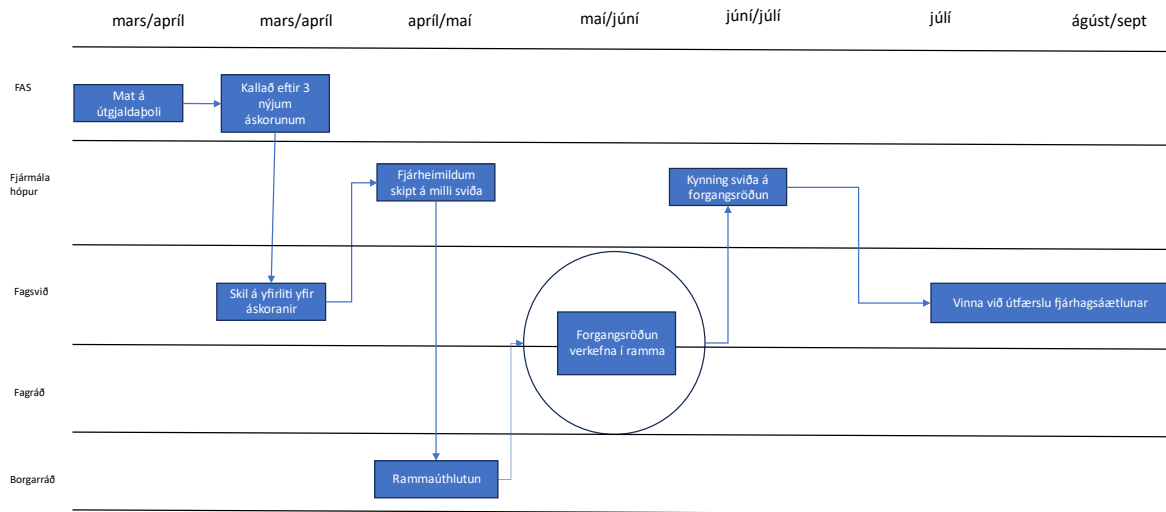 mars/apríl
mars/apríl
apríl/maí
maí/júní
júní/júlí
júlí
ágúst/sept
FAS
Mat á
útgjaldaþoli
Kallað eftir 3
nýjum
áskorunum
Fjármála
hópur
Fjárheimildum
skipt á milli sviða
Kynning sviða á
forgangsröðun
Fagsvið
Skil á yfirliti yfir
áskoranir
Vinna við útfærslu fjárhagsáætlunar
Forgangsröðun
verkefna í ramma
Fagráð
Borgarráð
Rammaúthlutun